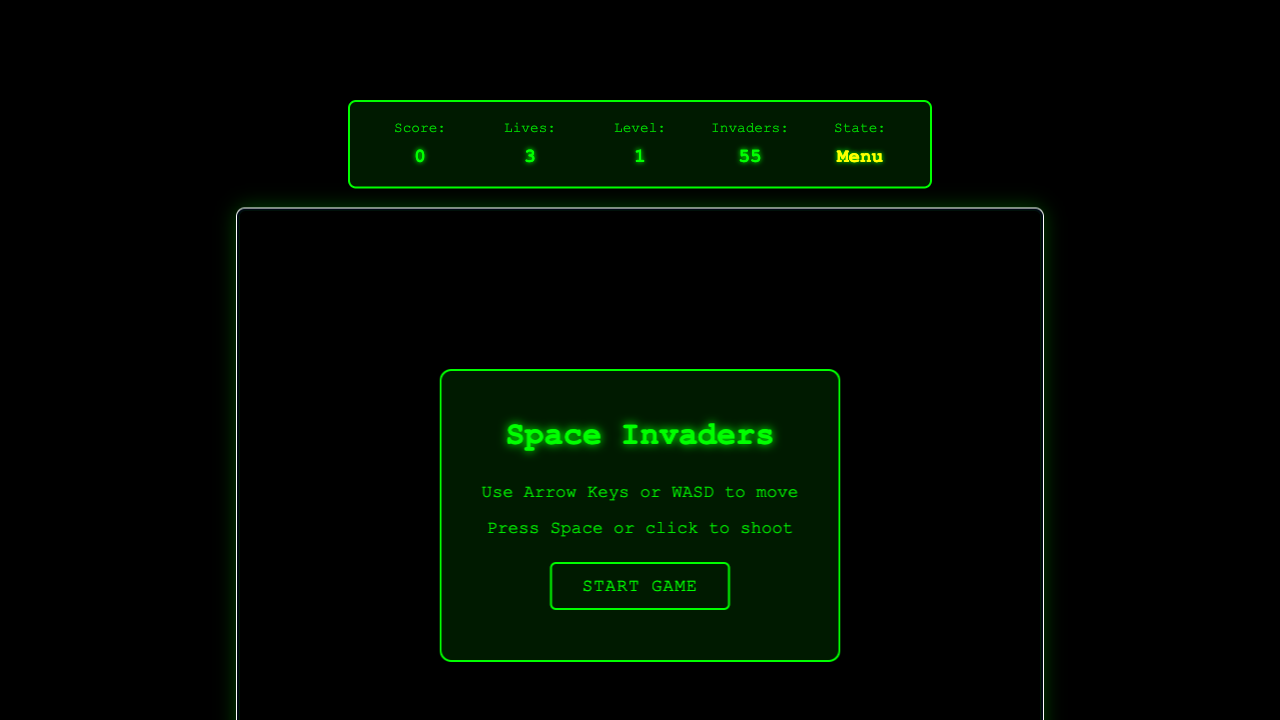 Score: Lives: Level: Invaders: State:
0 3 1 55 Menu
Space Invaders
Use Arrow Keys or WASD to move
Press Space or click to shoot
START GAME